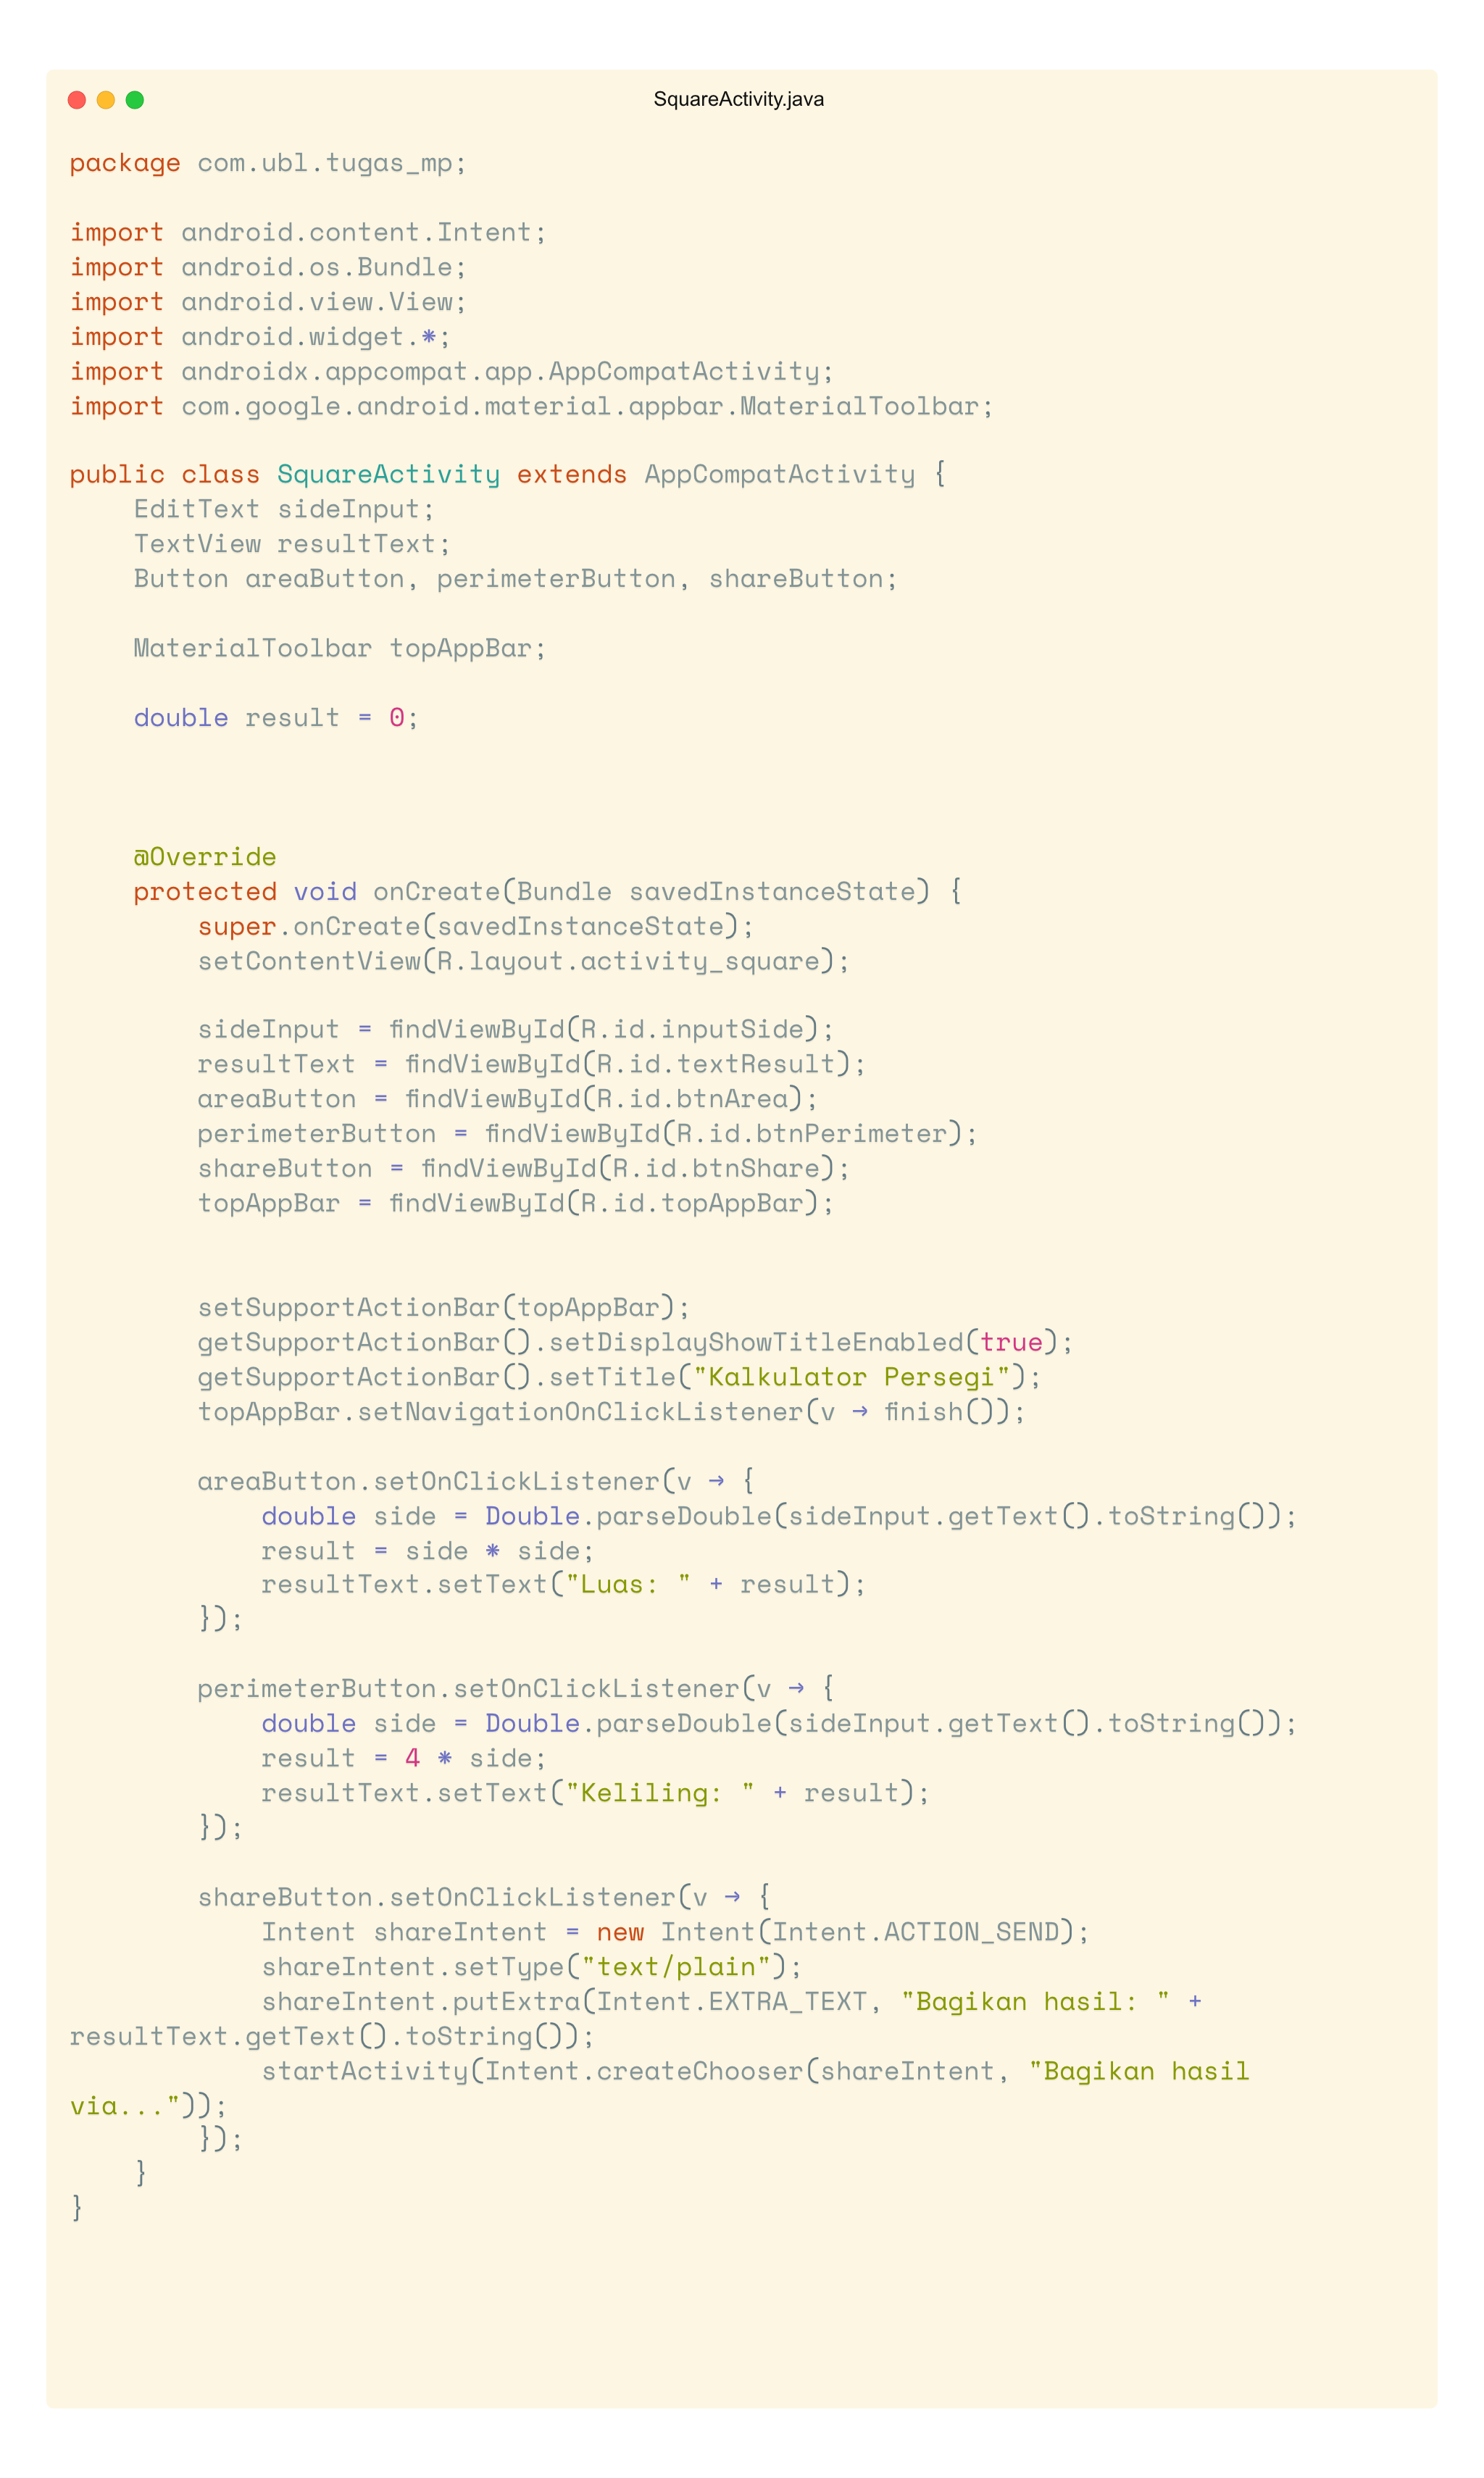 SquareActivity.java
package com.ubl.tugas_mp;
import android.content.Intent;
import android.os.Bundle;
import android.view.View;
import android.widget.*;
import androidx.appcompat.app.AppCompatActivity;
import com.google.android.material.appbar.MaterialToolbar;
public class SquareActivity extends AppCompatActivity {
    EditText sideInput;
    TextView resultText;
    Button areaButton, perimeterButton, shareButton;
    MaterialToolbar topAppBar;
    double result = 0;
    @Override
    protected void onCreate(Bundle savedInstanceState) {
        super.onCreate(savedInstanceState);
        setContentView(R.layout.activity_square);
        sideInput = findViewById(R.id.inputSide);
        resultText = findViewById(R.id.textResult);
        areaButton = findViewById(R.id.btnArea);
        perimeterButton = findViewById(R.id.btnPerimeter);
        shareButton = findViewById(R.id.btnShare);
        topAppBar = findViewById(R.id.topAppBar);
        setSupportActionBar(topAppBar);
        getSupportActionBar().setDisplayShowTitleEnabled(true);
        getSupportActionBar().setTitle("Kalkulator Persegi");
        topAppBar.setNavigationOnClickListener(v → finish());
        areaButton.setOnClickListener(v → {
            double side = Double.parseDouble(sideInput.getText().toString());
            result = side * side;
            resultText.setText("Luas: " + result);
        });
        perimeterButton.setOnClickListener(v → {
            double side = Double.parseDouble(sideInput.getText().toString());
            result = 4 * side;
            resultText.setText("Keliling: " + result);
        });
        shareButton.setOnClickListener(v → {
            Intent shareIntent = new Intent(Intent.ACTION_SEND);
            shareIntent.setType("text/plain");
            shareIntent.putExtra(Intent.EXTRA_TEXT, "Bagikan hasil: " +
resultText.getText().toString());
            startActivity(Intent.createChooser(shareIntent, "Bagikan hasil
via..."));
        });
    }
}